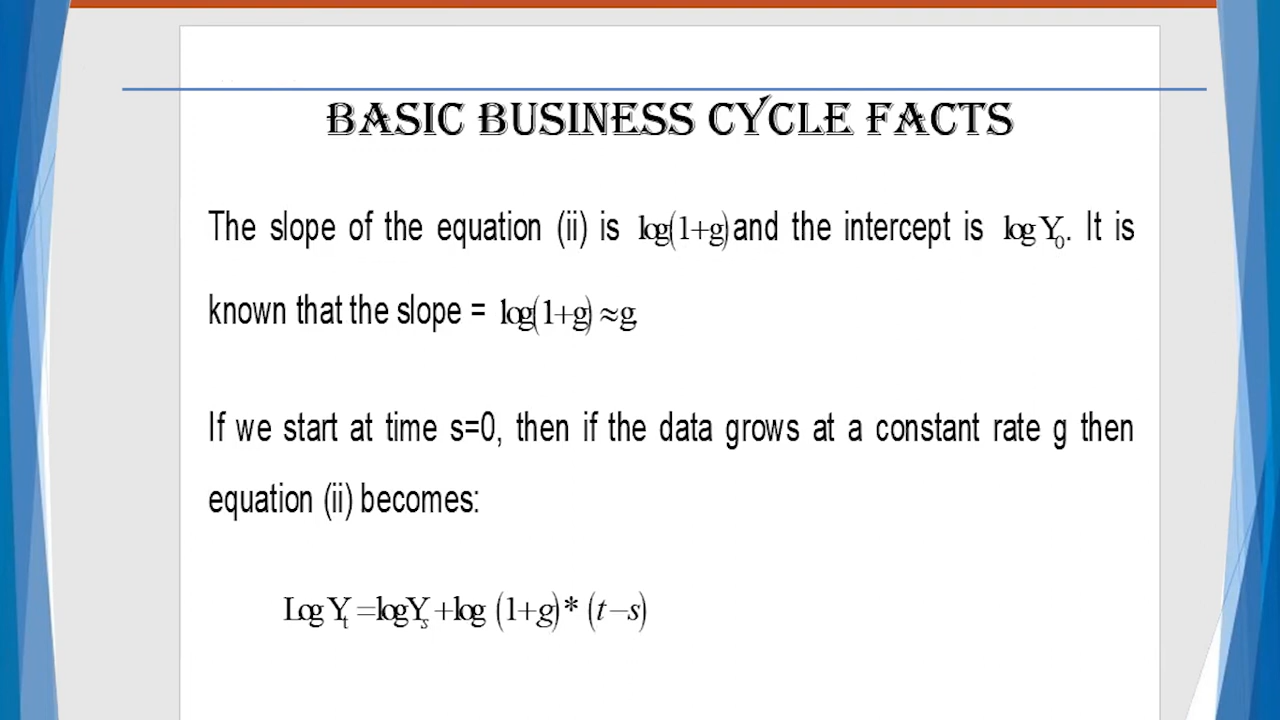 BASIC BUSINESS CYCLE FACTS
The slope of the equation (ii) is log(1+g) and the intercept is log Y₀. It is
known that the slope = log(1+g) ≈ g.
If we start at time s=0, then if the data grows at a constant rate g then
equation (ii) becomes:
Log Yₜ = log Yₛ + log (1+g) * (t − s)